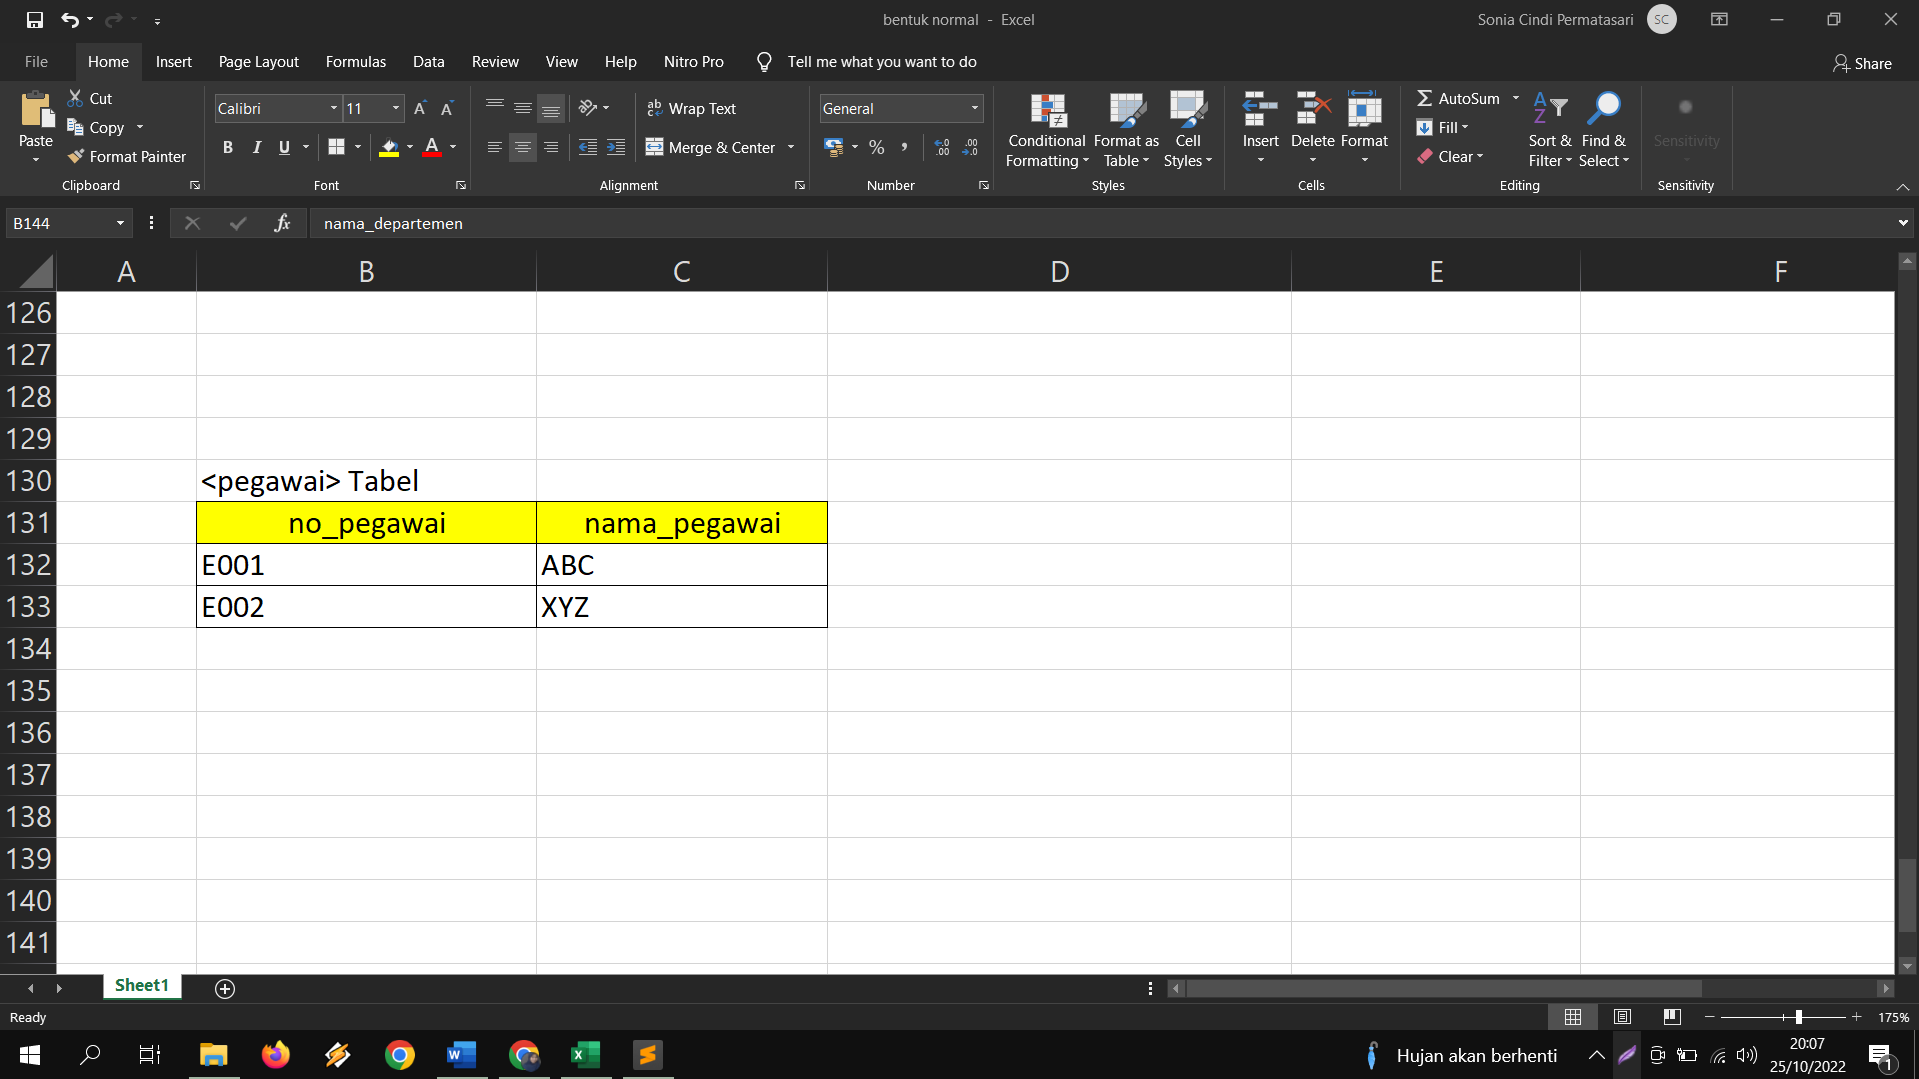 bentuk normal - Excel
Sonia Cindi Permatasari
SC
File Home Insert Page Layout Formulas Data Review View Help Nitro Pro Tell me what you want to do
Share
Paste
Cut
Copy
Format Painter
Clipboard
Calibri 11
B I U
Font
Wrap Text
Merge & Center
Alignment
General
Number
Conditional Formatting
Format as Table
Cell Styles
Styles
Insert
Delete
Format
Cells
AutoSum
Fill
Clear
Sort & Filter
Find & Select
Editing
Sensitivity
Sensitivity
B144
fx
nama_departemen
A B C D E F
126
127
128
129
130 <pegawai> Tabel
131 no_pegawai nama_pegawai
132 E001 ABC
133 E002 XYZ
134
135
136
137
138
139
140
141
Sheet1
Ready
175%
Hujan akan berhenti
20:07
25/10/2022
1